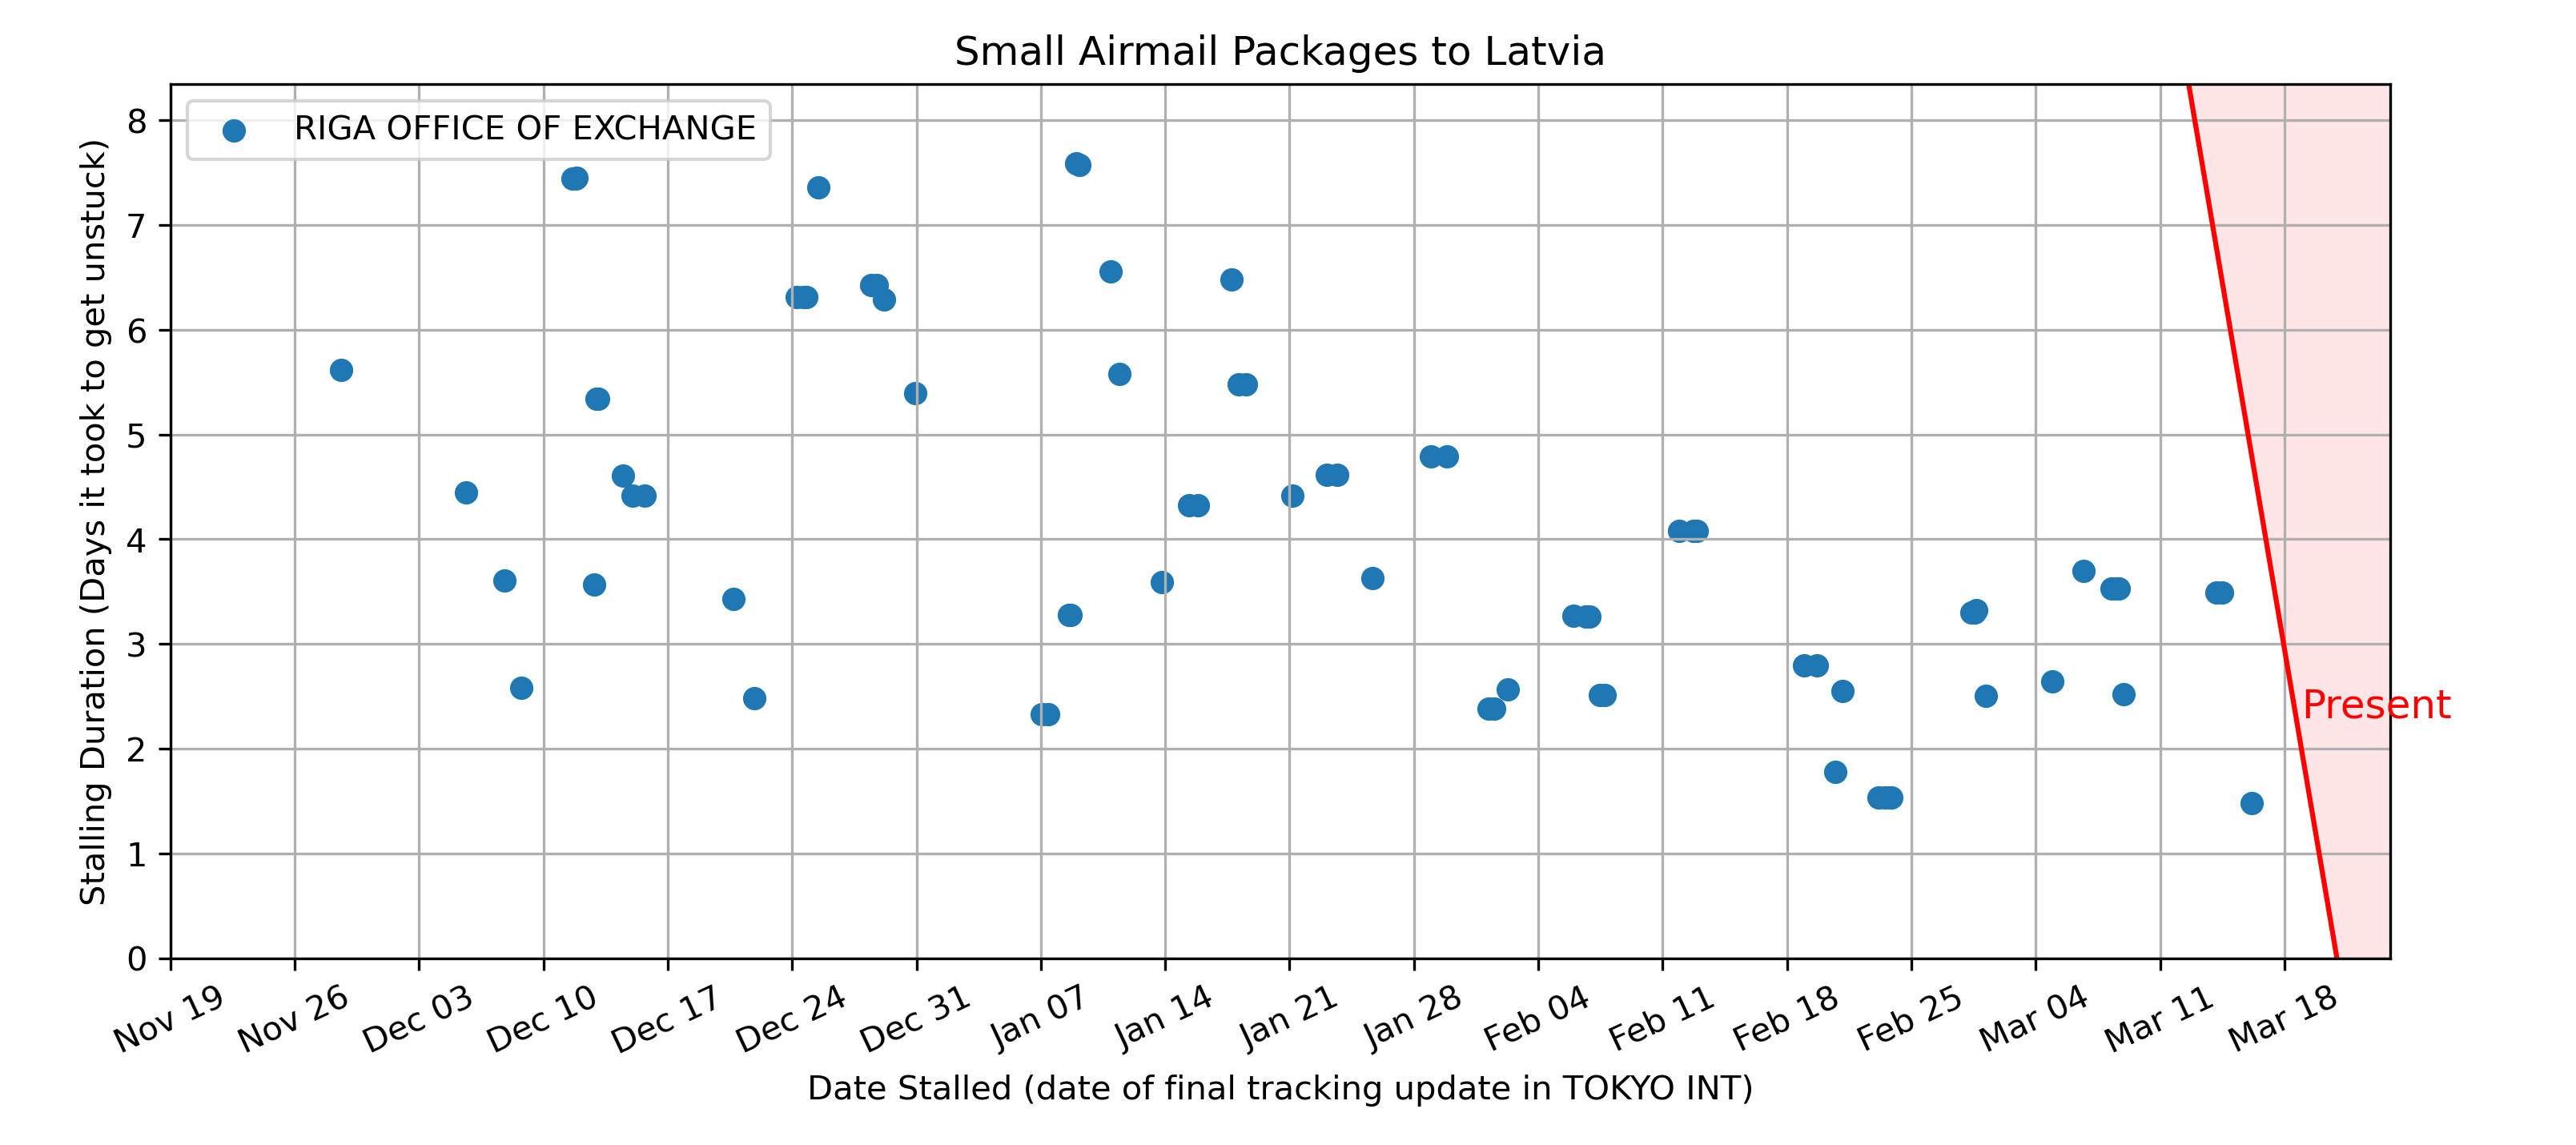 Small Airmail Packages to Latvia
RIGA OFFICE OF EXCHANGE
Stalling Duration (Days it took to get unstuck)
8
7
6
5
4
3
2
1
0
Present
Nov 19
Nov 26
Dec 03
Dec 10
Dec 17
Dec 24
Dec 31
Jan 07
Jan 14
Jan 21
Jan 28
Feb 04
Feb 11
Feb 18
Feb 25
Mar 04
Mar 11
Mar 18
Date Stalled (date of final tracking update in TOKYO INT)